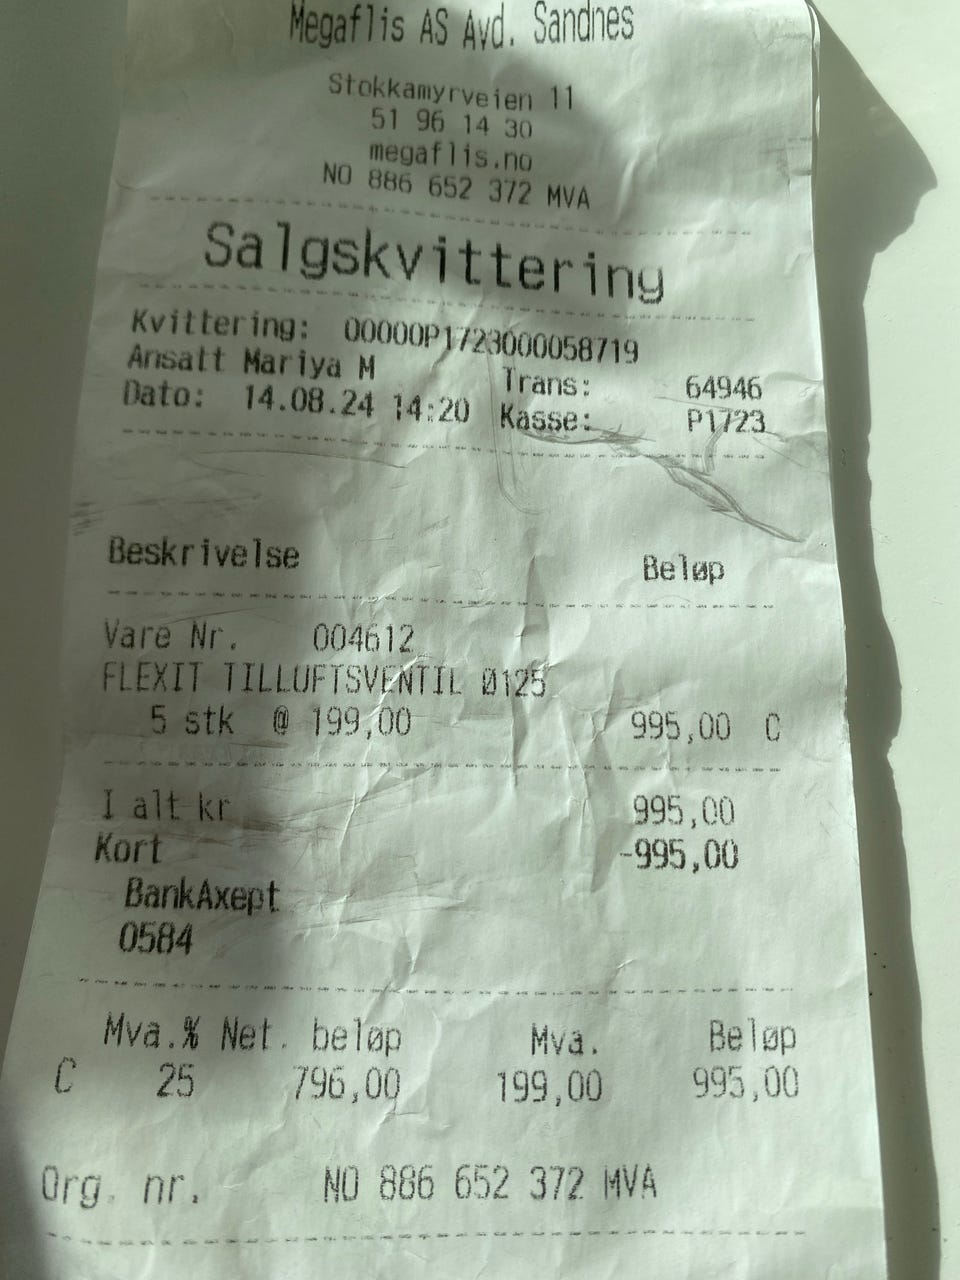 Megaflis AS Avd. Sandnes
Stokkamyrveien 11
51 96 14 30
megaflis.no
NO 886 652 372 MVA
Salgskvittering
Kvittering: 00000P1723000058719
Ansatt Mariya M Trans: 64946
Dato: 14.08.24 14:20 Kasse: P1723
Beskrivelse Beløp
Vare Nr. 004612
FLEXIT TILLUFTSVENTIL Ø125
5 stk @ 199,00 995,00 C
I alt kr 995,00
Kort -995,00
BankAxept
0584
Mva.% Net. beløp Mva. Beløp
C 25 796,00 199,00 995,00
Org. nr. NO 886 652 372 MVA